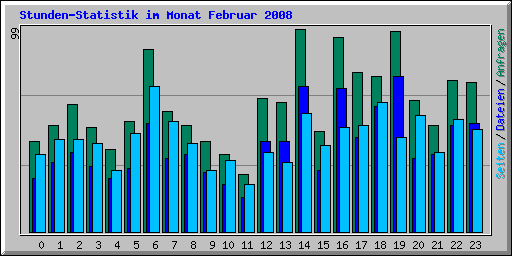 Stunden-Statistik im Monat Februar 2008
99
Seiten / Dateien / Anfragen
0 1 2 3 4 5 6 7 8 9 10 11 12 13 14 15 16 17 18 19 20 21 22 23